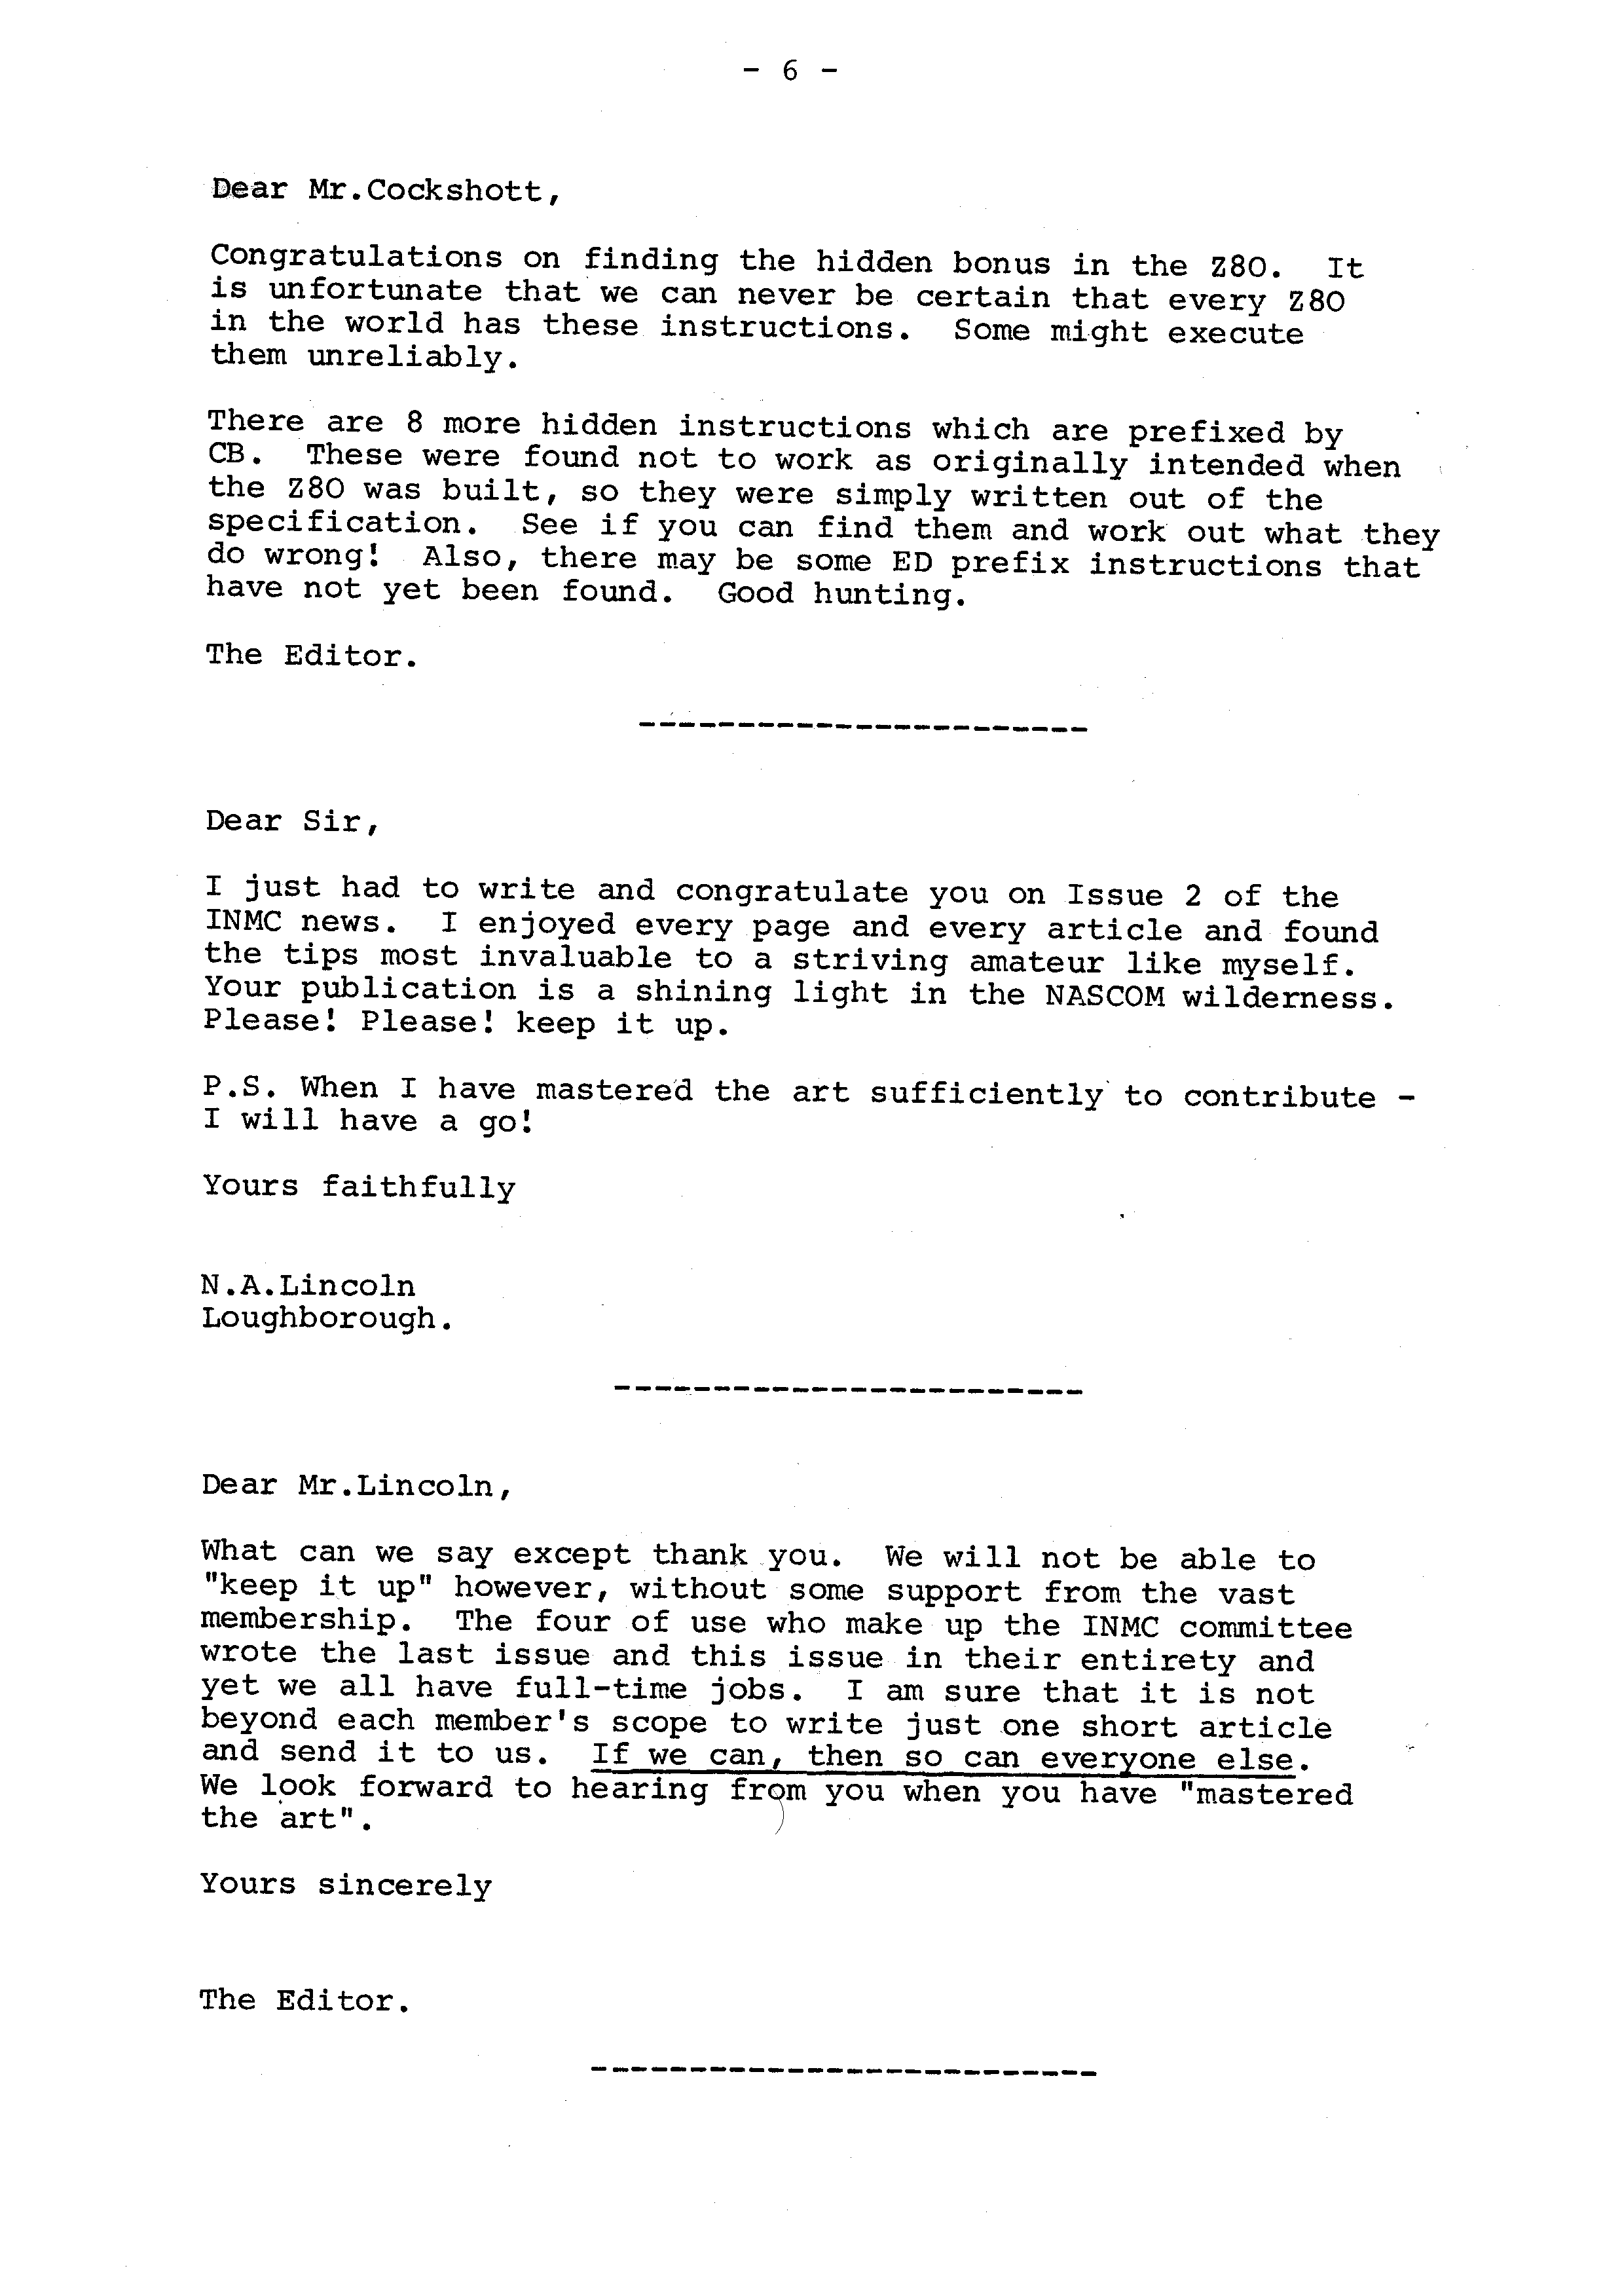 - 6 -
Dear Mr.Cockshott,
Congratulations on finding the hidden bonus in the Z80.  It
is unfortunate that we can never be certain that every Z80
in the world has these instructions.  Some might execute
them unreliably.
There are 8 more hidden instructions which are prefixed by
CB.  These were found not to work as originally intended when
the Z80 was built, so they were simply written out of the
specification.  See if you can find them and work out what they
do wrong!  Also, there may be some ED prefix instructions that
have not yet been found.  Good hunting.
The Editor.
-----------------------
Dear Sir,
I just had to write and congratulate you on Issue 2 of the
INMC news.  I enjoyed every page and every article and found
the tips most invaluable to a striving amateur like myself.
Your publication is a shining light in the NASCOM wilderness.
Please! Please! keep it up.
P.S. When I have mastered the art sufficiently to contribute -
I will have a go!
Yours faithfully
N.A.Lincoln
Loughborough.
------------------------
Dear Mr.Lincoln,
What can we say except thank you.  We will not be able to
"keep it up" however, without some support from the vast
membership.  The four of use who make up the INMC committee
wrote the last issue and this issue in their entirety and
yet we all have full-time jobs.  I am sure that it is not
beyond each member's scope to write just one short article
and send it to us.  If we can, then so can everyone else.
We look forward to hearing from you when you have "mastered
the art".
Yours sincerely
The Editor.
--------------------------